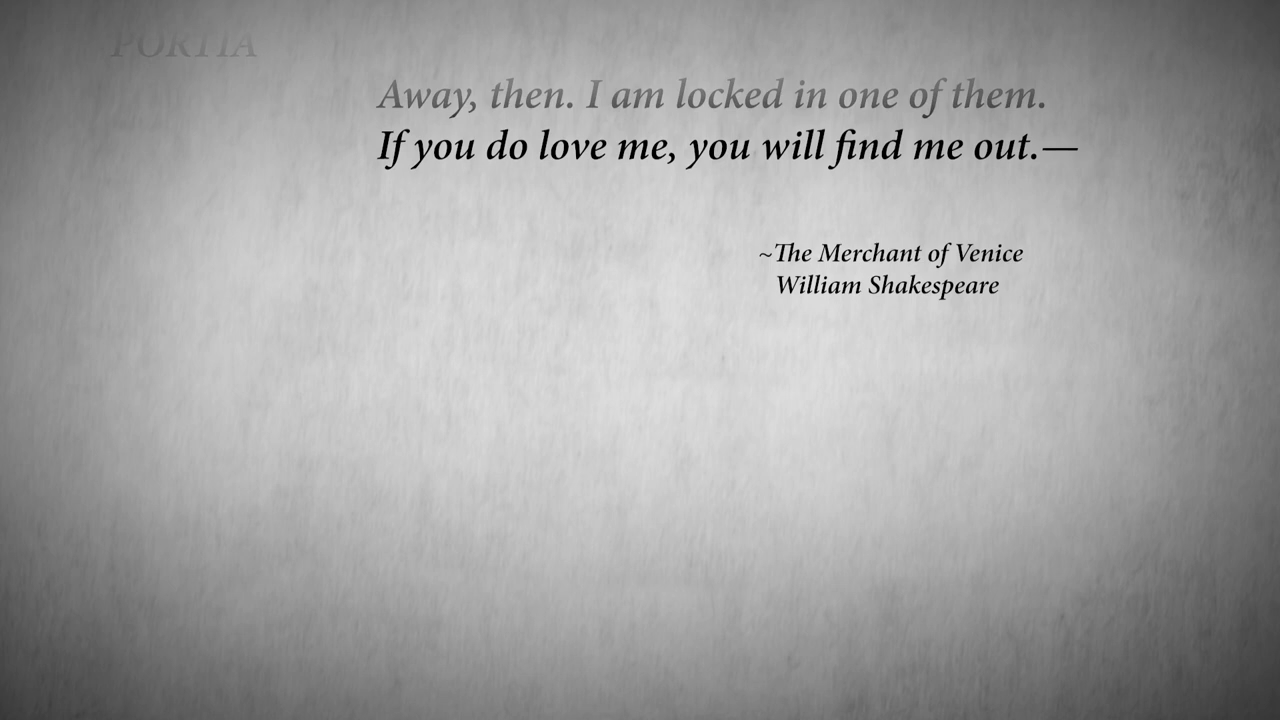 PORTIA
Away, then. I am locked in one of them.
If you do love me, you will find me out.—
~The Merchant of Venice
William Shakespeare